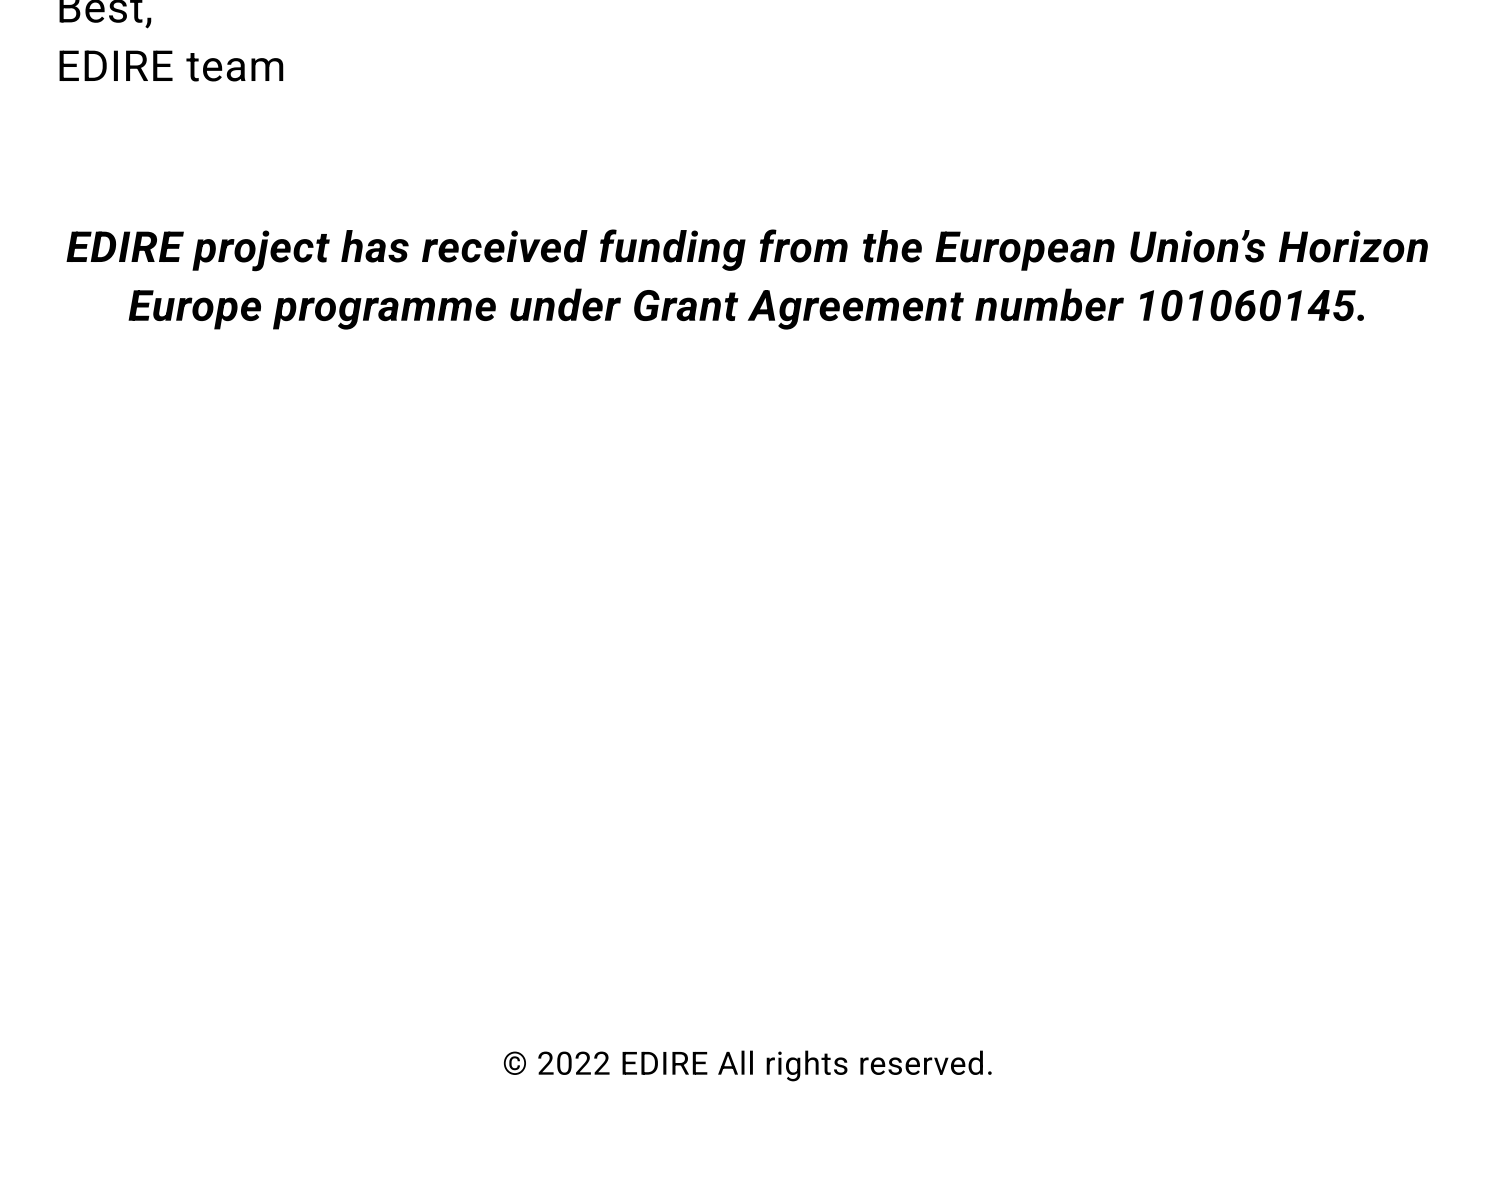 Best,
EDIRE team
EDIRE project has received funding from the European Union’s Horizon
Europe programme under Grant Agreement number 101060145.
© 2022 EDIRE All rights reserved.